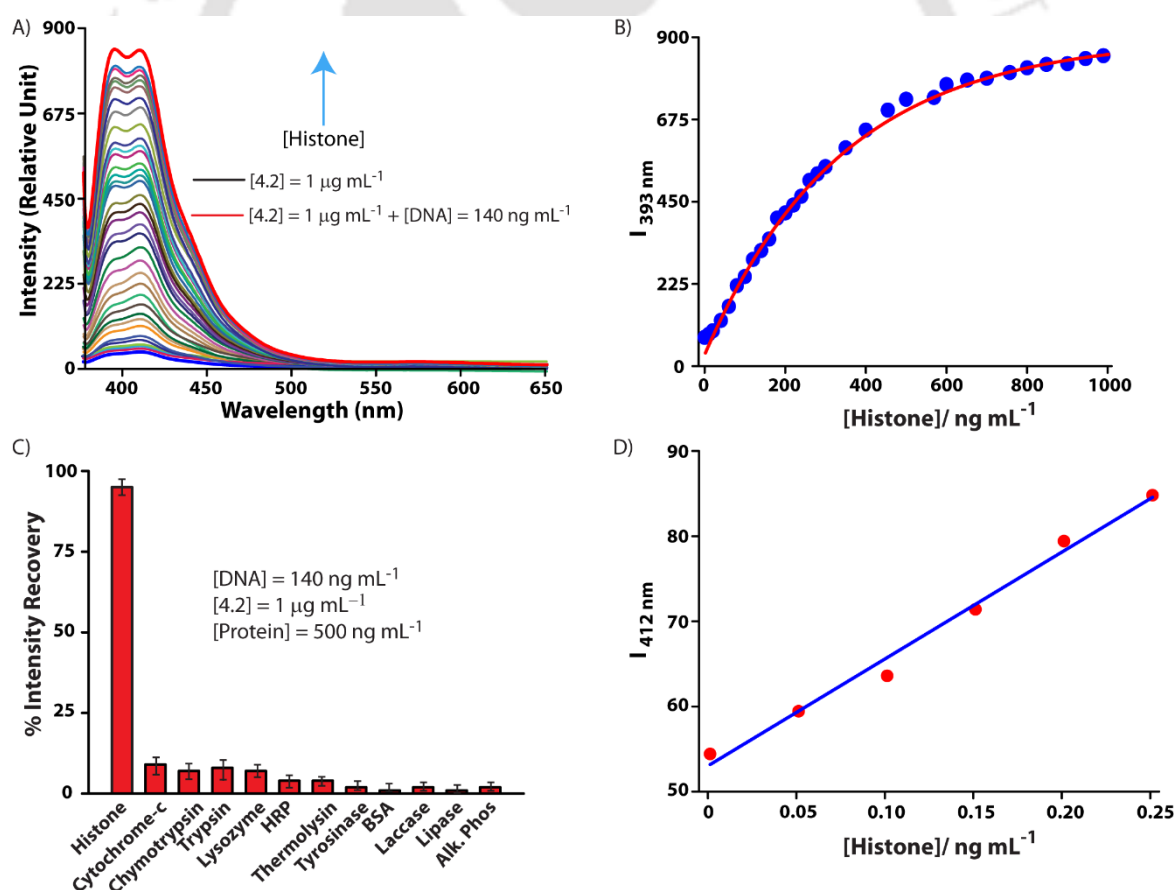 A)
900
675
450
225
0
Intensity (Relative Unit)
[Histone]
[4.2] = 1 μg mL-1
[4.2] = 1 μg mL-1 + [DNA] = 140 ng mL-1
400 450 500 550 600 650
Wavelength (nm)
B)
900
675
450
225
0
I 393 nm
0 200 400 600 800 1000
[Histone]/ ng mL-1
C)
100
75
50
25
0
% Intensity Recovery
[DNA] = 140 ng mL-1
[4.2] = 1 μg mL-1
[Protein] = 500 ng mL-1
Histone
Cytochrome-c
Chymotrypsin
Trypsin
Lysozyme
HRP
Thermolysin
Tyrosinase
BSA
Laccase
Lipase
Alk. Phos
D)
90
80
70
60
50
I 412 nm
0 0.05 0.10 0.15 0.20 0.25
[Histone]/ ng mL-1